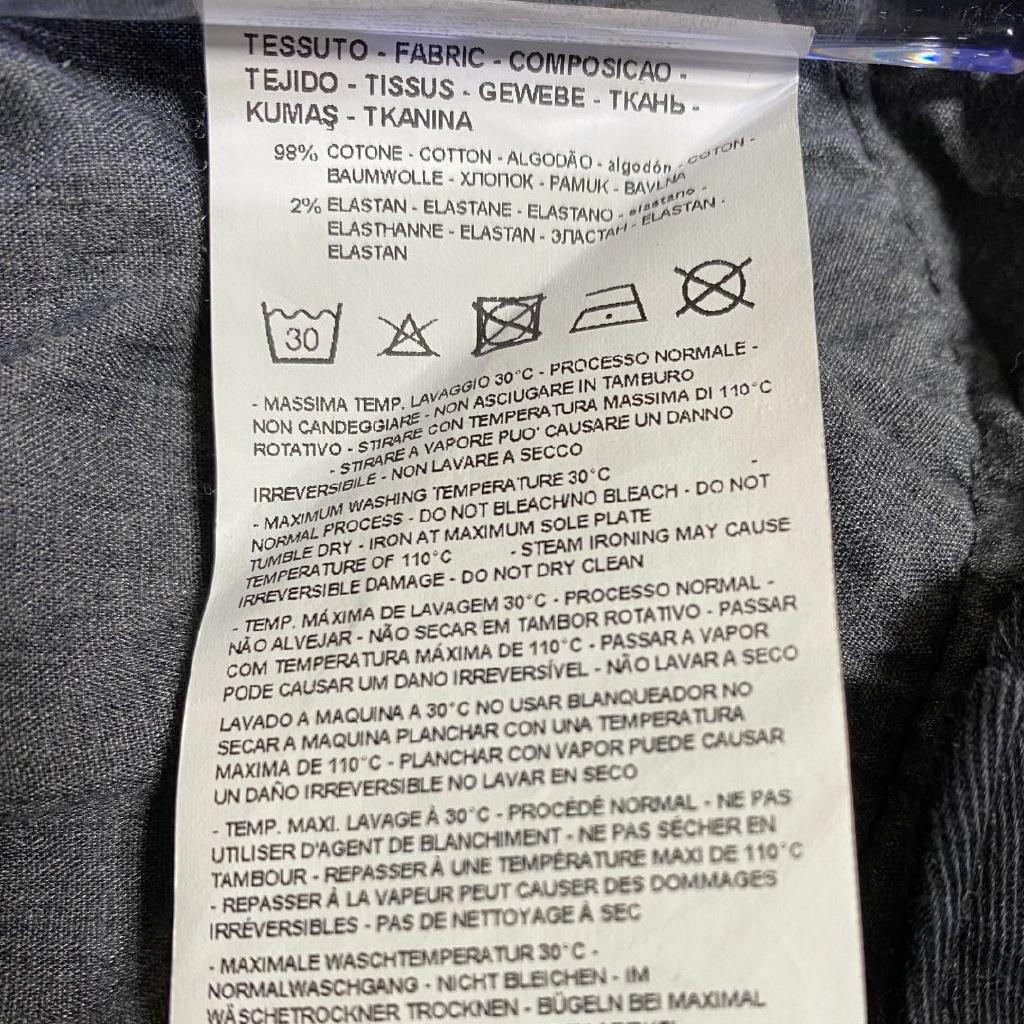 TESSUTO - FABRIC - COMPOSICAO -
TEJIDO - TISSUS - GEWEBE - ТКАНЬ -
KUMAŞ - TKANINA
98% COTONE - COTTON - ALGODÃO - algodón - COTON -
BAUMWOLLE - ХЛОПОК - PAMUK - BAVLNA
2% ELASTAN - ELASTANE - ELASTANO - elastano -
ELASTHANNE - ELASTAN - ЭЛАСТАН - ELASTAN -
ELASTAN
30
- MASSIMA TEMP. LAVAGGIO 30°C - PROCESSO NORMALE -
NON CANDEGGIARE - NON ASCIUGARE IN TAMBURO
ROTATIVO - STIRARE CON TEMPERATURA MASSIMA DI 110°C
- STIRARE A VAPORE PUO' CAUSARE UN DANNO
IRREVERSIBILE - NON LAVARE A SECCO
- MAXIMUM WASHING TEMPERATURE 30°C -
NORMAL PROCESS - DO NOT BLEACH/NO BLEACH - DO NOT
TUMBLE DRY - IRON AT MAXIMUM SOLE PLATE
TEMPERATURE OF 110°C - STEAM IRONING MAY CAUSE
IRREVERSIBLE DAMAGE - DO NOT DRY CLEAN
- TEMP. MÁXIMA DE LAVAGEM 30°C - PROCESSO NORMAL -
NÃO ALVEJAR - NÃO SECAR EM TAMBOR ROTATIVO - PASSAR
COM TEMPERATURA MÁXIMA DE 110°C - PASSAR A VAPOR
PODE CAUSAR UM DANO IRREVERSÍVEL - NÃO LAVAR A SECO
LAVADO A MAQUINA A 30°C NO USAR BLANQUEADOR NO
SECAR A MAQUINA PLANCHAR CON UNA TEMPERATURA
MAXIMA DE 110°C - PLANCHAR CON VAPOR PUEDE CAUSAR
UN DAÑO IRREVERSIBLE NO LAVAR EN SECO
- TEMP. MAXI. LAVAGE À 30°C - PROCÉDÉ NORMAL - NE PAS
UTILISER D'AGENT DE BLANCHIMENT - NE PAS SÉCHER EN
TAMBOUR - REPASSER À UNE TEMPÉRATURE MAXI DE 110°C
- REPASSER À LA VAPEUR PEUT CAUSER DES DOMMAGES
IRRÉVERSIBLES - PAS DE NETTOYAGE À SEC
- MAXIMALE WASCHTEMPERATUR 30°C -
NORMALWASCHGANG - NICHT BLEICHEN - IM
WÄSCHETROCKNER TROCKNEN - BÜGELN BEI MAXIMAL